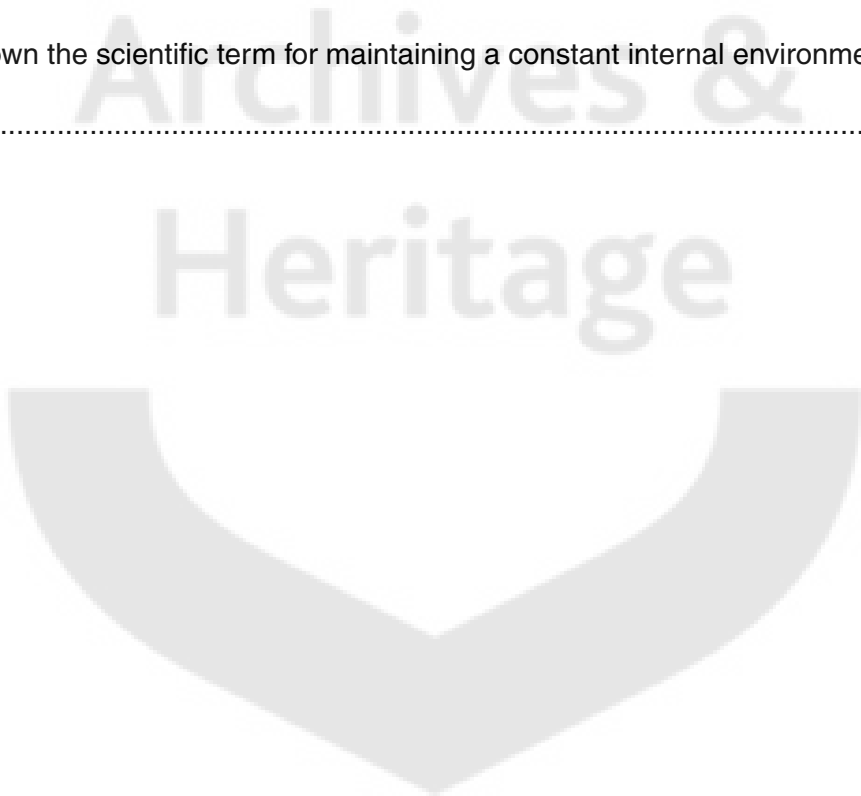 Archives &
own the scientific term for maintaining a constant internal environme
................................................................................
Heritage